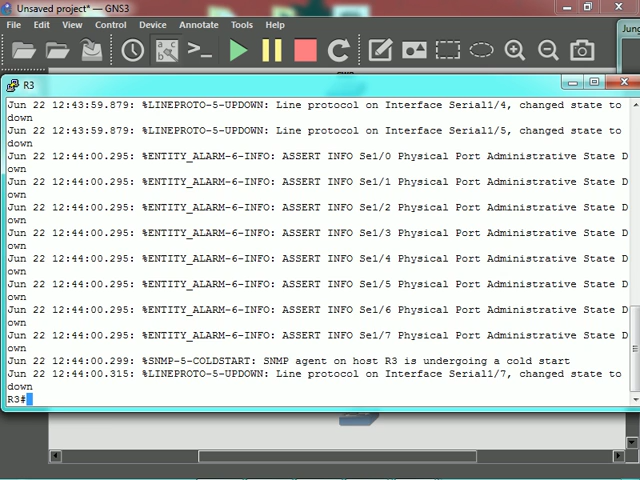 Unsaved project* — GNS3
File Edit View Control Device Annotate Tools Help
R3
Jun 22 12:43:59.879: %LINEPROTO-5-UPDOWN: Line protocol on Interface Serial1/4, changed state to
down
Jun 22 12:43:59.879: %LINEPROTO-5-UPDOWN: Line protocol on Interface Serial1/5, changed state to
down
Jun 22 12:44:00.295: %ENTITY_ALARM-6-INFO: ASSERT INFO Se1/0 Physical Port Administrative State D
own
Jun 22 12:44:00.295: %ENTITY_ALARM-6-INFO: ASSERT INFO Se1/1 Physical Port Administrative State D
own
Jun 22 12:44:00.295: %ENTITY_ALARM-6-INFO: ASSERT INFO Se1/2 Physical Port Administrative State D
own
Jun 22 12:44:00.295: %ENTITY_ALARM-6-INFO: ASSERT INFO Se1/3 Physical Port Administrative State D
own
Jun 22 12:44:00.295: %ENTITY_ALARM-6-INFO: ASSERT INFO Se1/4 Physical Port Administrative State D
own
Jun 22 12:44:00.295: %ENTITY_ALARM-6-INFO: ASSERT INFO Se1/5 Physical Port Administrative State D
own
Jun 22 12:44:00.295: %ENTITY_ALARM-6-INFO: ASSERT INFO Se1/6 Physical Port Administrative State D
own
Jun 22 12:44:00.295: %ENTITY_ALARM-6-INFO: ASSERT INFO Se1/7 Physical Port Administrative State D
own
Jun 22 12:44:00.299: %SNMP-5-COLDSTART: SNMP agent on host R3 is undergoing a cold start
Jun 22 12:44:00.315: %LINEPROTO-5-UPDOWN: Line protocol on Interface Serial1/7, changed state to
down
R3#